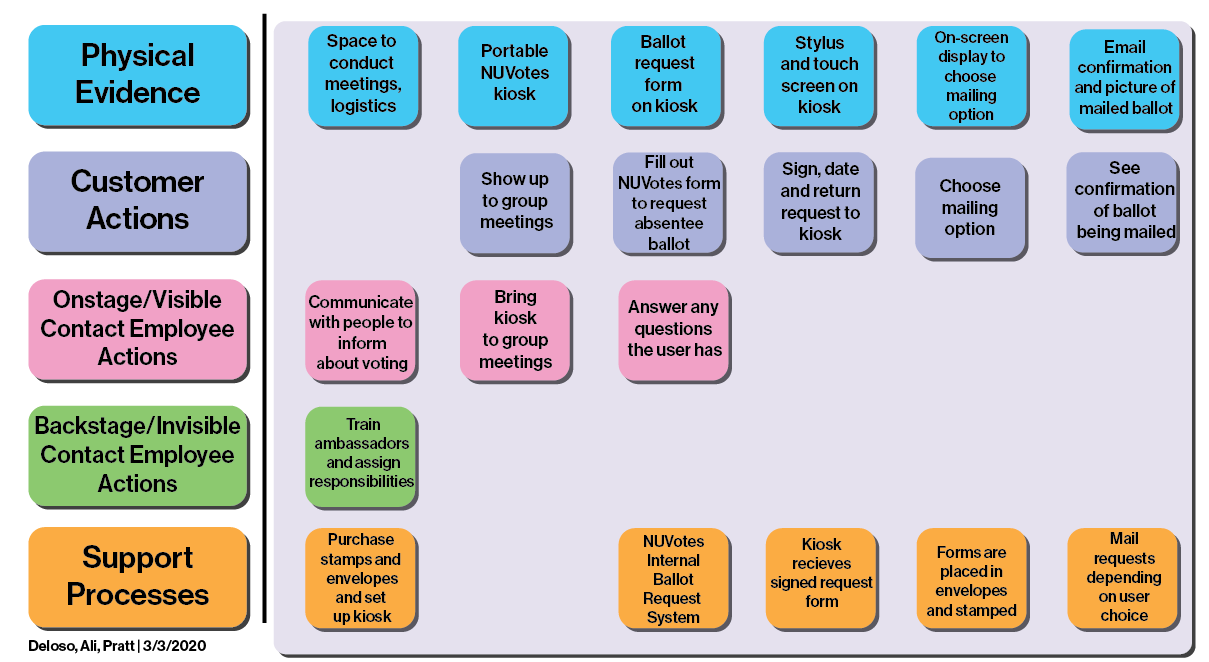 Physical
Evidence
Space to
conduct
meetings,
logistics
Portable
NUVotes
kiosk
Ballot
request
form
on kiosk
Stylus
and touch
screen on
kiosk
On-screen
display to
choose
mailing
option
Email
confirmation
and picture of
mailed ballot
Customer
Actions
Show up
to group
meetings
Fill out
NUVotes form
to request
absentee
ballot
Sign, date
and return
request to
kiosk
Choose
mailing
option
See
confirmation
of ballot
being mailed
Onstage/Visible
Contact Employee
Actions
Communicate
with people to
inform
about voting
Bring
kiosk
to group
meetings
Answer any
questions
the user has
Backstage/Invisible
Contact Employee
Actions
Train
ambassadors
and assign
responsibilities
Support
Processes
Purchase
stamps and
envelopes
and set
up kiosk
NUVotes
Internal
Ballot
Request
System
Kiosk
recieves
signed request
form
Forms are
placed in
envelopes
and stamped
Mail
requests
depending
on user
choice
Deloso, Ali, Pratt | 3/3/2020